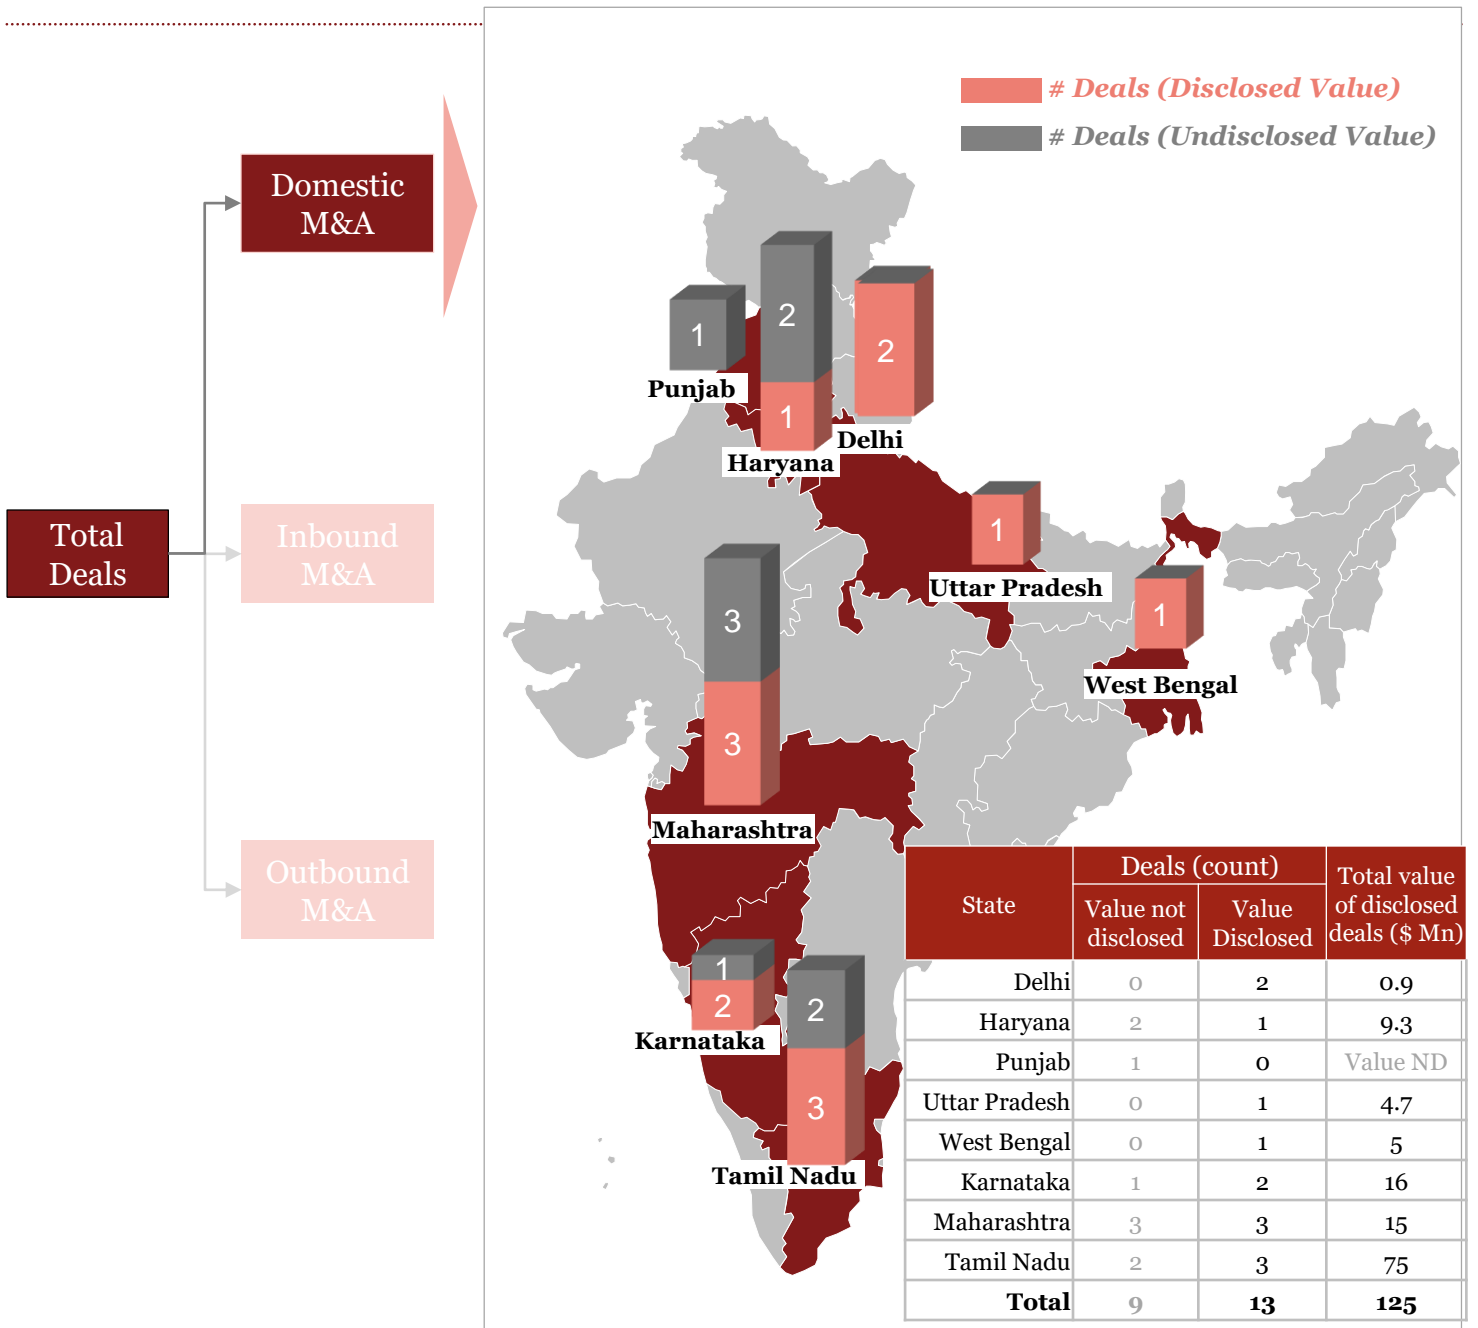 # Deals (Disclosed Value)
# Deals (Undisclosed Value)
Total
Deals
Domestic
M&A
Inbound
M&A
Outbound
M&A
1
Punjab
2
1
Haryana
2
Delhi
1
Uttar Pradesh
1
West Bengal
3
3
Maharashtra
1
2
Karnataka
2
3
Tamil Nadu
State
Deals (count)
Value not
disclosed
Value
Disclosed
Total value
of disclosed
deals ($ Mn)
Delhi 0 2 0.9
Haryana 2 1 9.3
Punjab 1 0 Value ND
Uttar Pradesh 0 1 4.7
West Bengal 0 1 5
Karnataka 1 2 16
Maharashtra 3 3 15
Tamil Nadu 2 3 75
Total 9 13 125